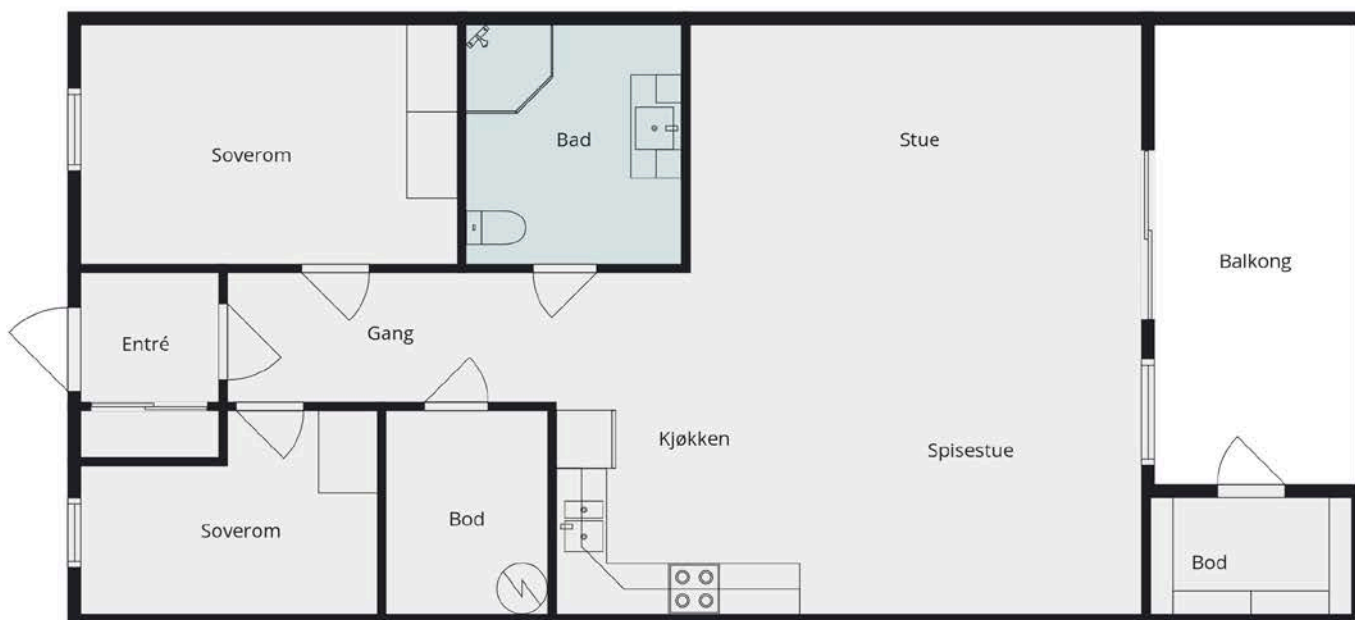 Soverom
Bad
Stue
Balkong
Entré
Gang
Kjøkken
Spisestue
Soverom
Bod
Bod